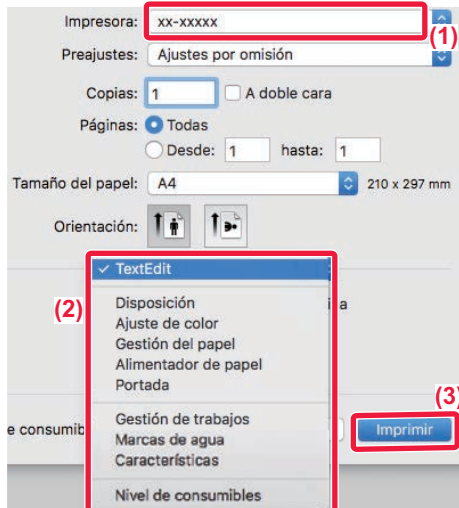 Impresora: xx-xxxxx
(1)
Preajustes: Ajustes por omisión
Copias: 1 A doble cara
Páginas: Todas
Desde: 1 hasta: 1
Tamaño del papel: A4 210 x 297 mm
Orientación:
✓ TextEdit
(2)
Disposición
Ajuste de color
Gestión del papel
Alimentador de papel
Portada
(3)
Gestión de trabajos
e consumib Imprimir
Marcas de agua
Características
Nivel de consumibles